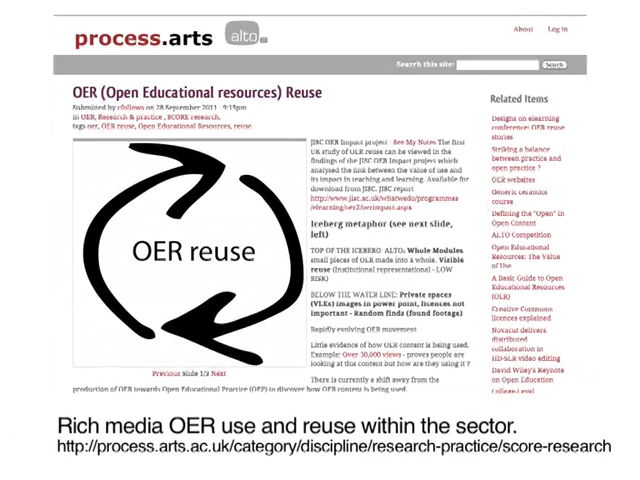 process.arts alto
About Log in
Search this site: Search
OER (Open Educational resources) Reuse
Submitted by cfollows on 28 September 2011 - 9:15pm
in OER, Research & practice , SCORE research.
tags oer, OER reuse, Open Educational Resources, reuse
OER reuse
Previous Slide 1/3 Next
JISC OER Impact project - See My Notes The first
UK study of OER reuse can be viewed in the
findings of the JISC OER Impact project which
analysed the link between the value of use and
its impact in teaching and learning. Available for
download from JISC. JISC report
http://www.jisc.ac.uk/whatwedo/programmes
/elearning/oer2/oerimpact.aspx
Iceberg metaphor (see next slide,
left)
TOP OF THE ICEBERG -ALTO: Whole Modules
small pieces of OER made into a whole. Visible
reuse (Institutional representational - LOW
RISK)
BELOW THE WATER LINE: Private spaces
(VLEs) images in power point, licences not
important - Random finds (found footage)
Rapidly evolving OER movement
Little evidence of how OER content is being used.
Example: Over 30,000 views - proves people are
looking at this content but how are they using it ?
There is currently a shift away from the
production of OER towards Open Educational Practice (OEP) to discover how OER content is being used.
Related Items
Designs on elearning
conference: OER reuse
stories
Striking a balance
between practice and
open practice ?
OER websites
Generic ceramics
course
Defining the "Open" in
Open Content
ALTO Competition
Open Educational
Resources: The Value
of Use
A Basic Guide to Open
Educational Resources
(OER)
Creative Commons
licences explained
Novacut delivers
distributed
collaboration in
HD-SLR video editing
David Wiley's Keynote
on Open Education
College-Level
Rich media OER use and reuse within the sector.
http://process.arts.ac.uk/category/discipline/research-practice/score-research